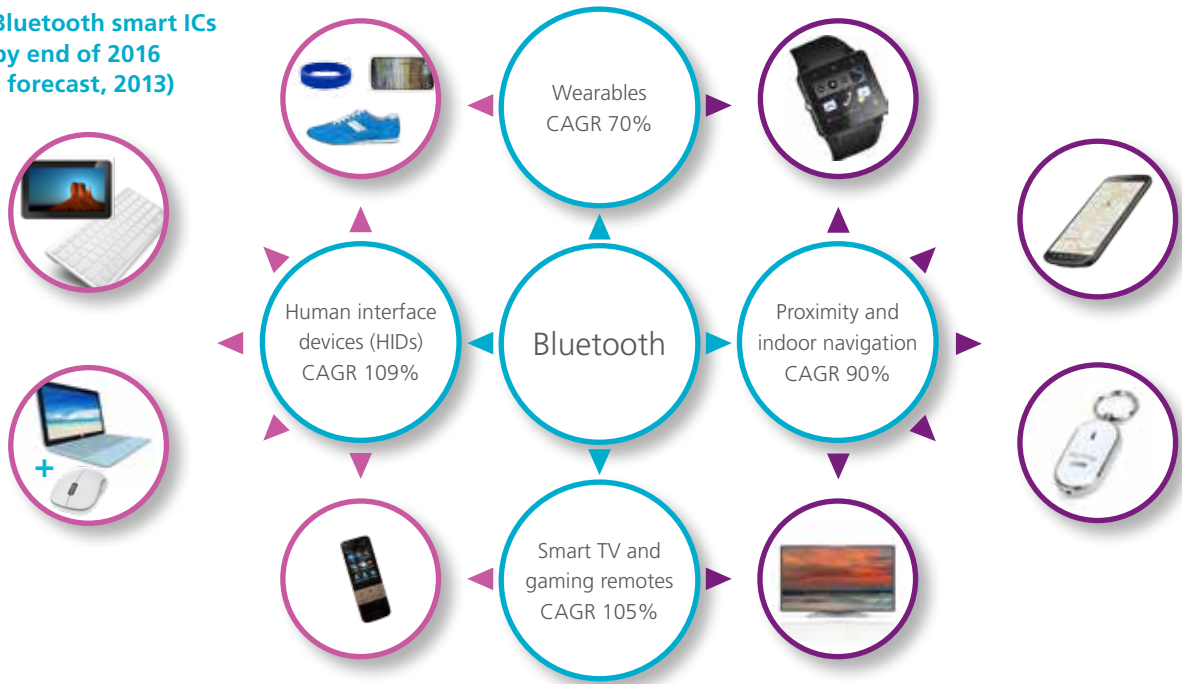 Bluetooth smart ICs
by end of 2016
forecast, 2013)
Wearables
CAGR 70%
Human interface
devices (HIDs)
CAGR 109%
Bluetooth
Proximity and
indoor navigation
CAGR 90%
+
Smart TV and
gaming remotes
CAGR 105%